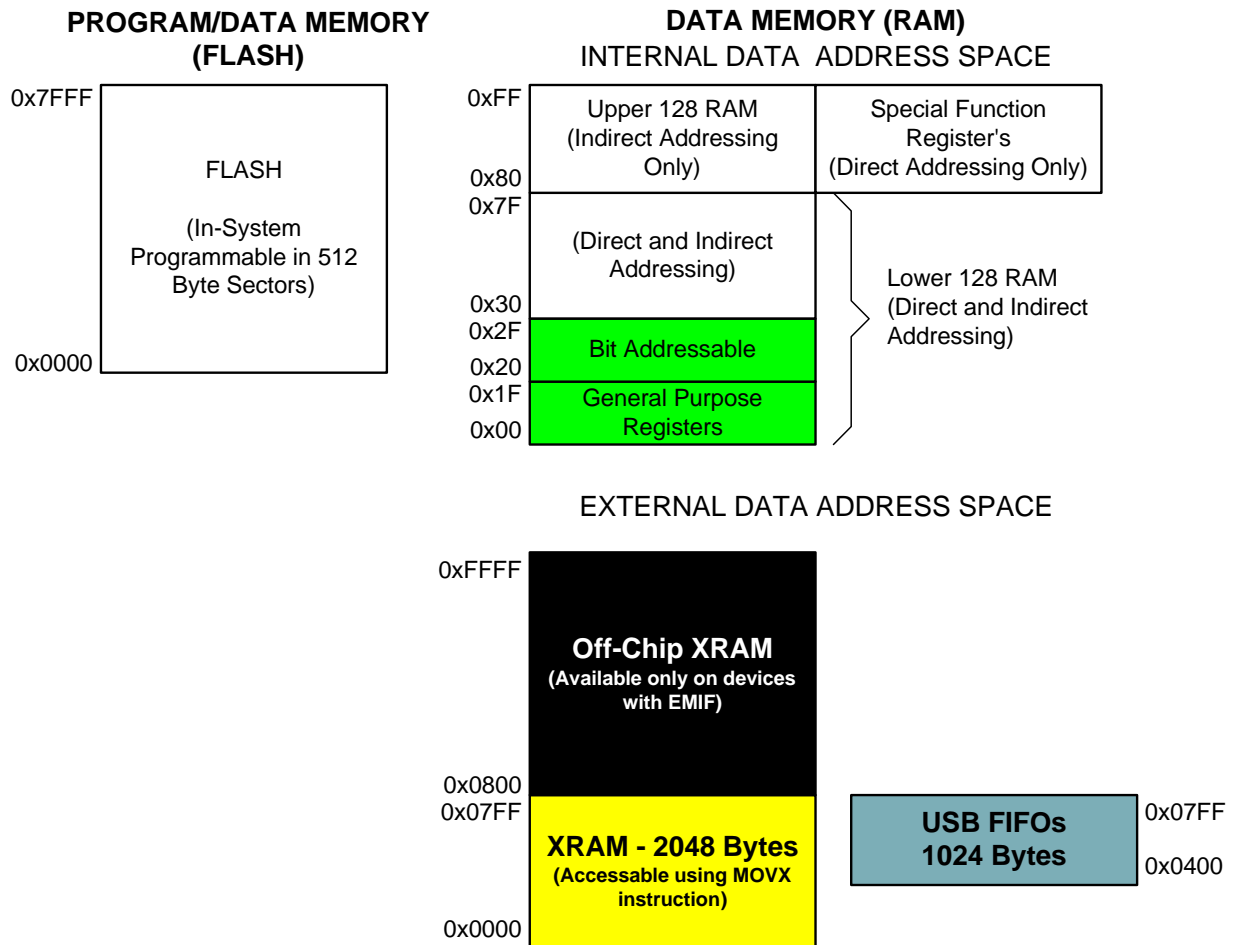 PROGRAM/DATA MEMORY
(FLASH)
0x7FFF
FLASH
(In-System
Programmable in 512
Byte Sectors)
0x0000
DATA MEMORY (RAM)
INTERNAL DATA ADDRESS SPACE
0xFF
Upper 128 RAM
(Indirect Addressing
Only)
0x80
Special Function
Register's
(Direct Addressing Only)
0x7F
(Direct and Indirect
Addressing)
0x30
0x2F
Bit Addressable
0x20
0x1F
General Purpose
Registers
0x00
Lower 128 RAM
(Direct and Indirect
Addressing)
EXTERNAL DATA ADDRESS SPACE
0xFFFF
Off-Chip XRAM
(Available only on devices
with EMIF)
0x0800
0x07FF
XRAM - 2048 Bytes
(Accessable using MOVX
instruction)
0x0000
USB FIFOs
1024 Bytes
0x07FF
0x0400